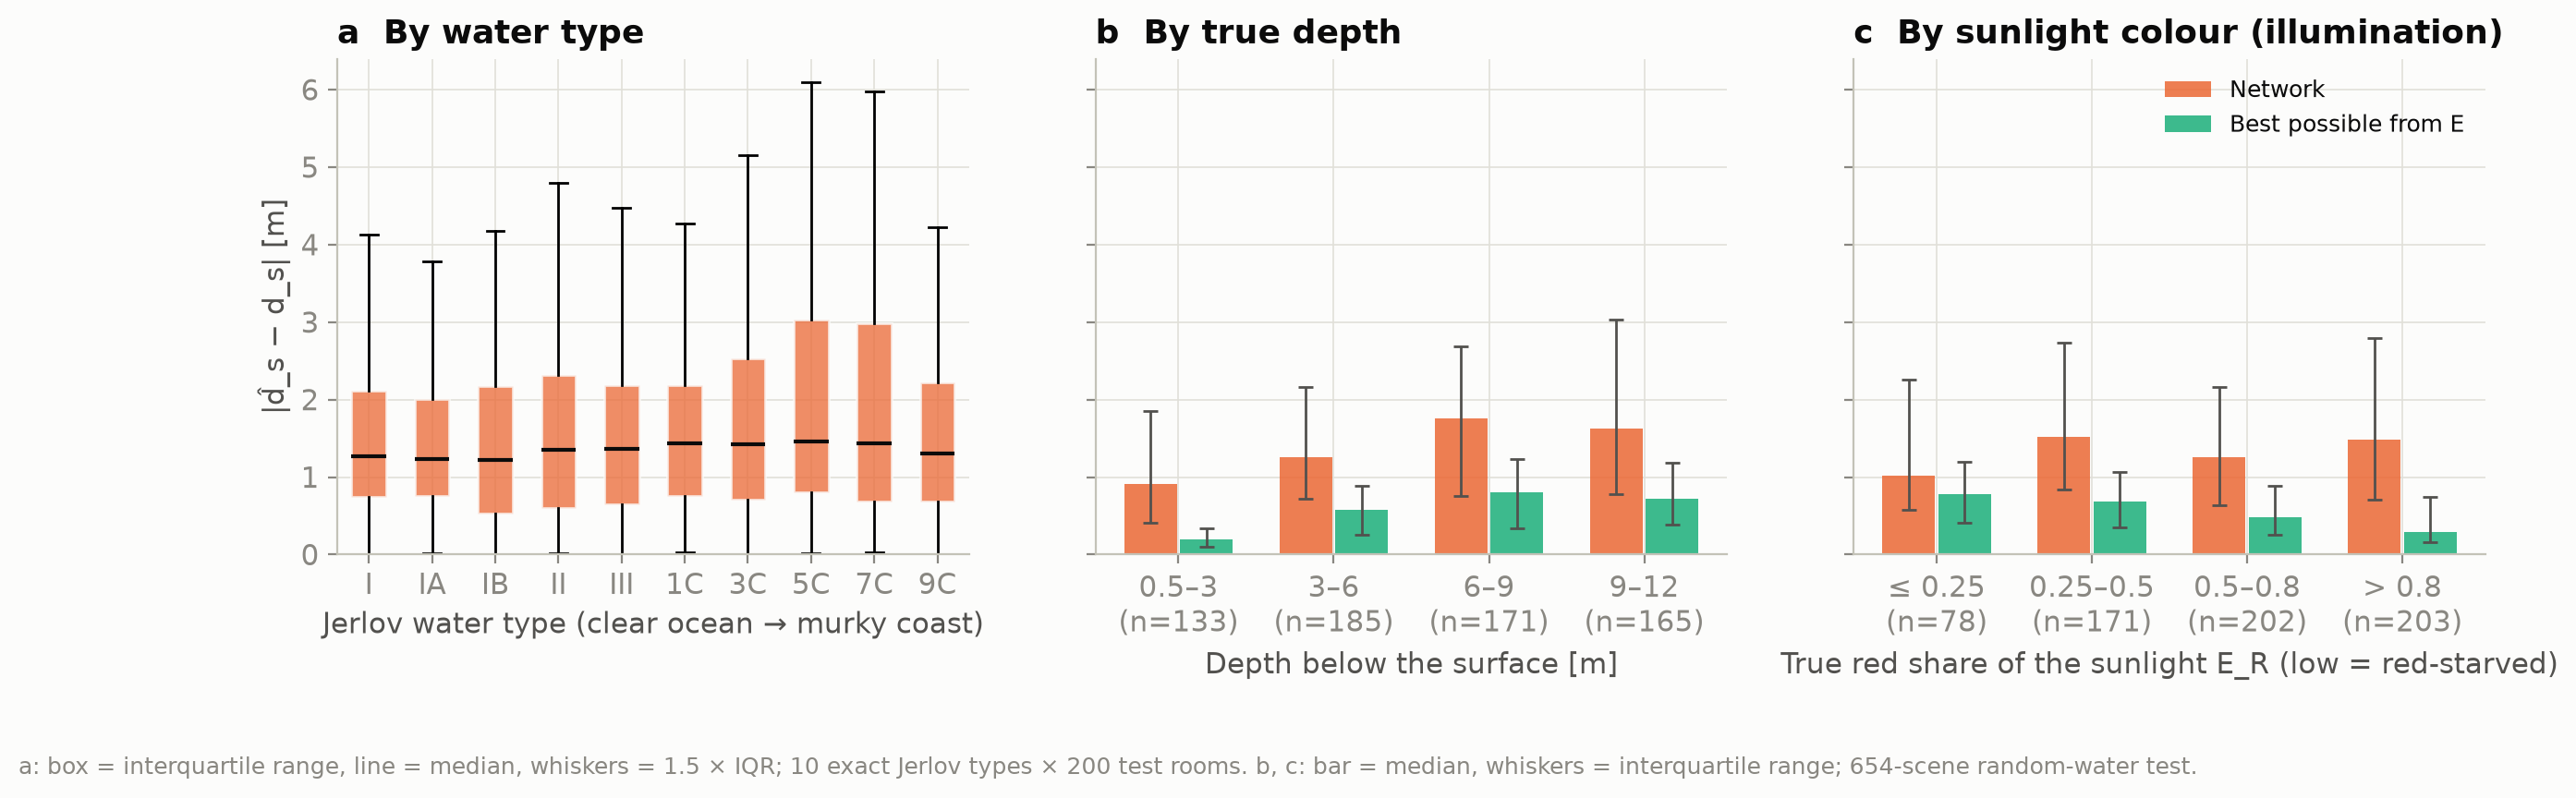 a By water type
|d̂_s − d_s| [m]
6
5
4
3
2
1
0
I IA IB II III 1C 3C 5C 7C 9C
Jerlov water type (clear ocean → murky coast)
b By true depth
0.5–3 3–6 6–9 9–12
(n=133) (n=185) (n=171) (n=165)
Depth below the surface [m]
c By sunlight colour (illumination)
Network
Best possible from E
≤ 0.25 0.25–0.5 0.5–0.8 > 0.8
(n=78) (n=171) (n=202) (n=203)
True red share of the sunlight E_R (low = red-starved)
a: box = interquartile range, line = median, whiskers = 1.5 × IQR; 10 exact Jerlov types × 200 test rooms. b, c: bar = median, whiskers = interquartile range; 654-scene random-water test.